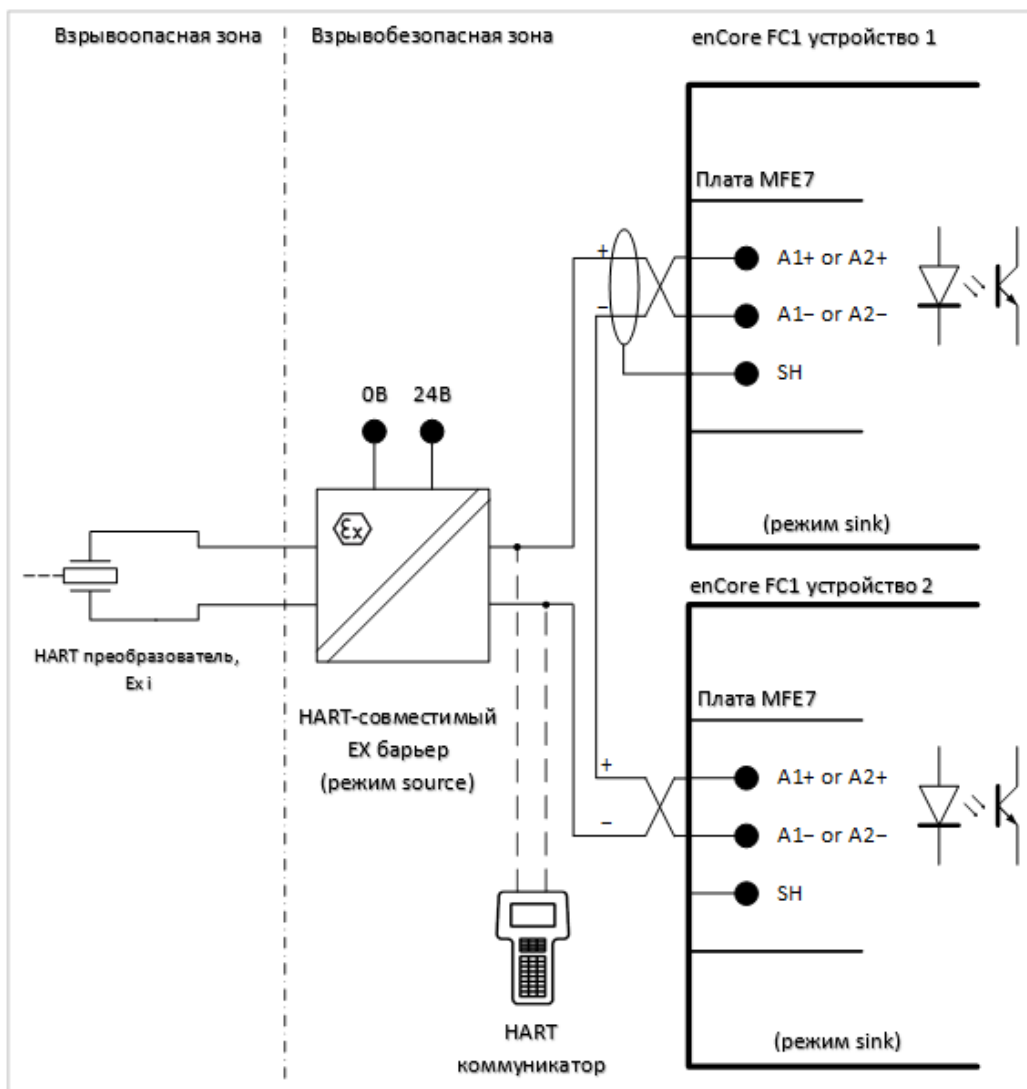 Взрывоопасная зона
Взрывобезопасная зона
enCore FC1 устройство 1
Плата MFE7
+
A1+ or A2+
−
A1− or A2−
SH
0В
24В
(режим sink)
Ex
HART преобразователь,
Ex i
HART-совместимый
EX барьер
(режим source)
enCore FC1 устройство 2
Плата MFE7
+
A1+ or A2+
−
A1− or A2−
SH
HART
коммуникатор
(режим sink)